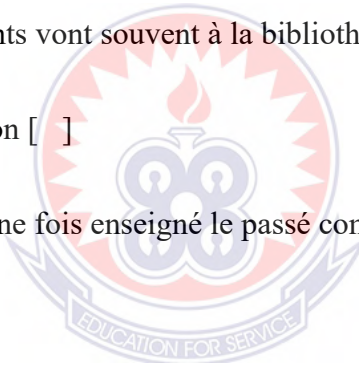 nts vont souvent à la biblioth
on [ ]
ne fois enseigné le passé con
EDUCATION FOR SERVICE